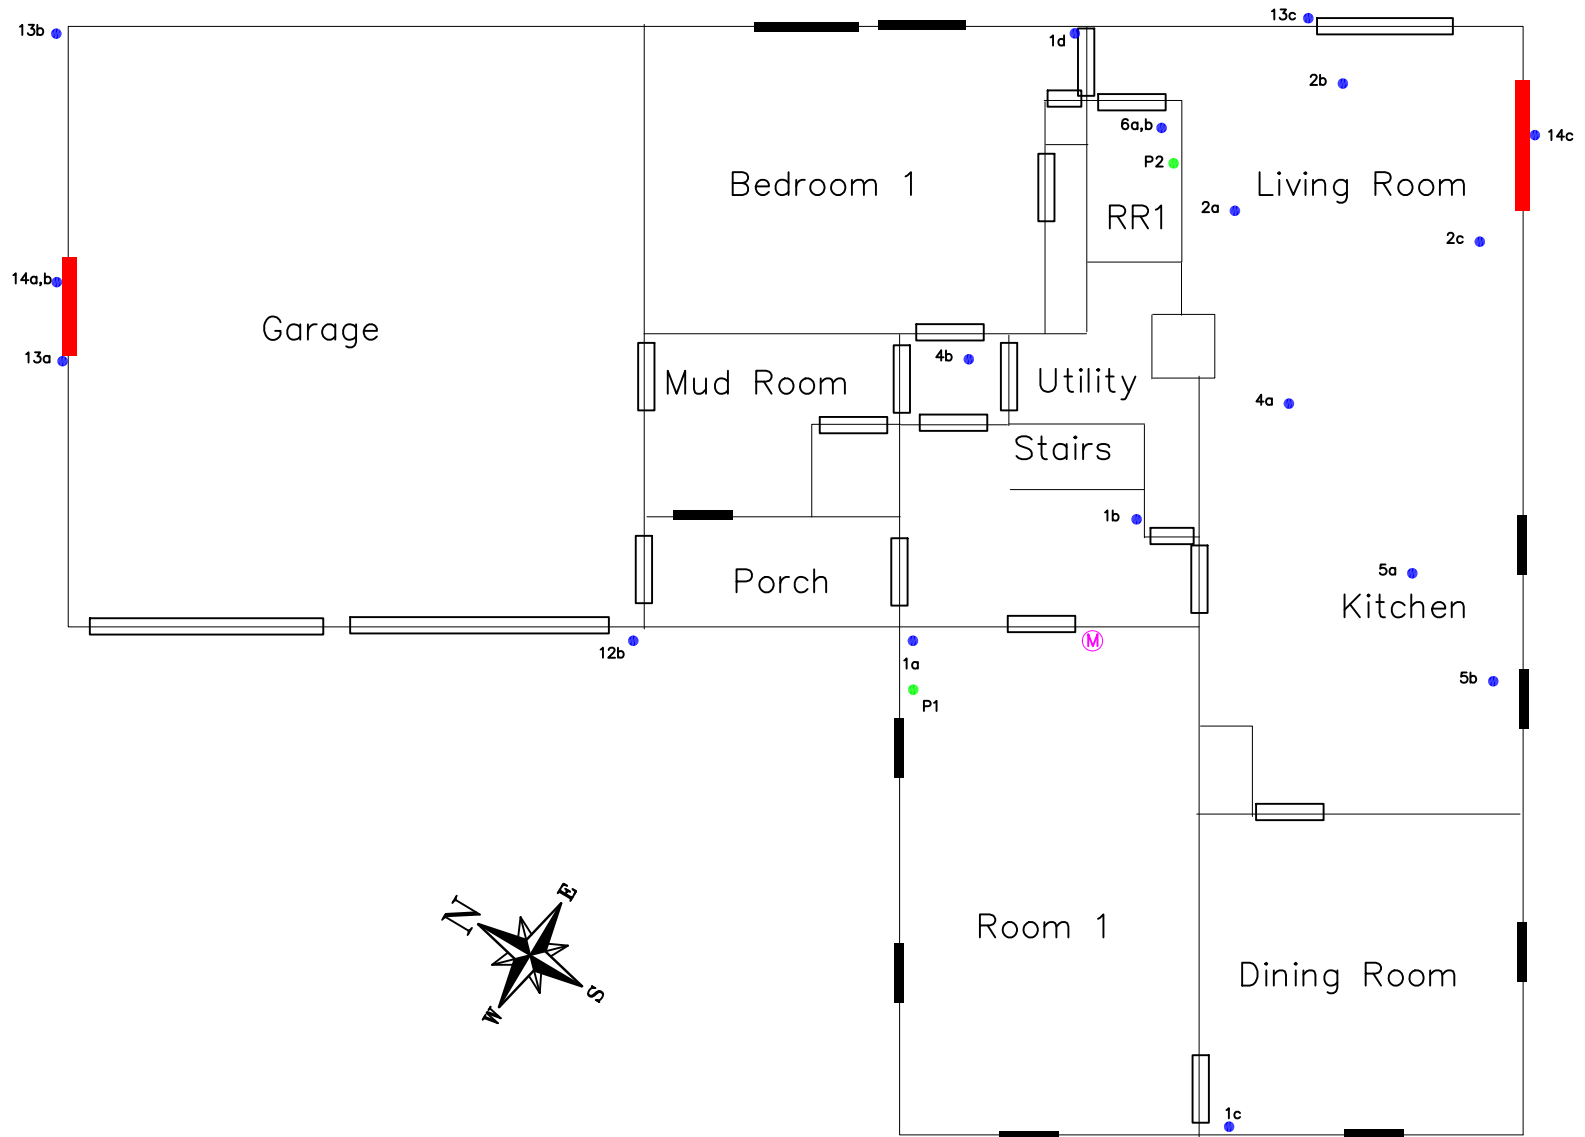 13b
1d
13c
2b
6a,b
14c
P2
Bedroom 1
Living Room
RR1
2a
2c
14a,b
Garage
13a
4b
Mud Room
Utility
4a
Stairs
1b
5a
Porch
Kitchen
12b
M
1a
5b
P1
E
N
Room 1
Dining Room
S
W
1c